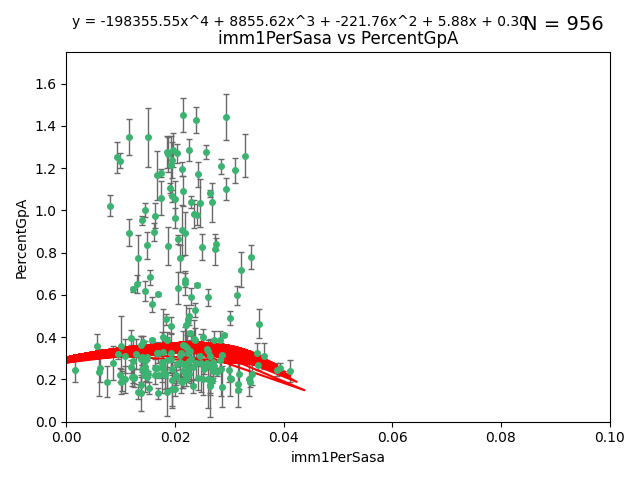 y = -198355.55x^4 + 8855.62x^3 + -221.76x^2 + 5.88x + 0.30
N = 956
imm1PerSasa vs PercentGpA
1.6
1.4
1.2
1.0
0.8
0.6
0.4
0.2
0.0
PercentGpA
0.00 0.02 0.04 0.06 0.08 0.10
imm1PerSasa